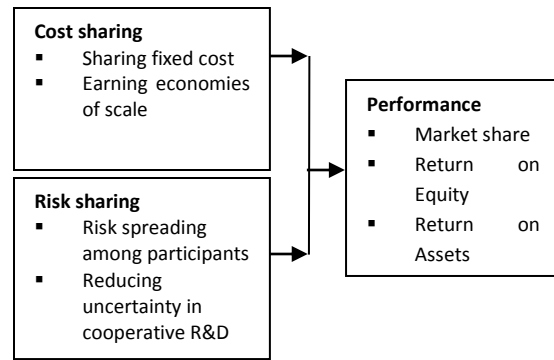 Cost sharing
▪ Sharing fixed cost
▪ Earning economies
of scale
Risk sharing
▪ Risk spreading
among participants
▪ Reducing
uncertainty in
cooperative R&D
Performance
▪ Market share
▪ Return on
Equity
▪ Return on
Assets